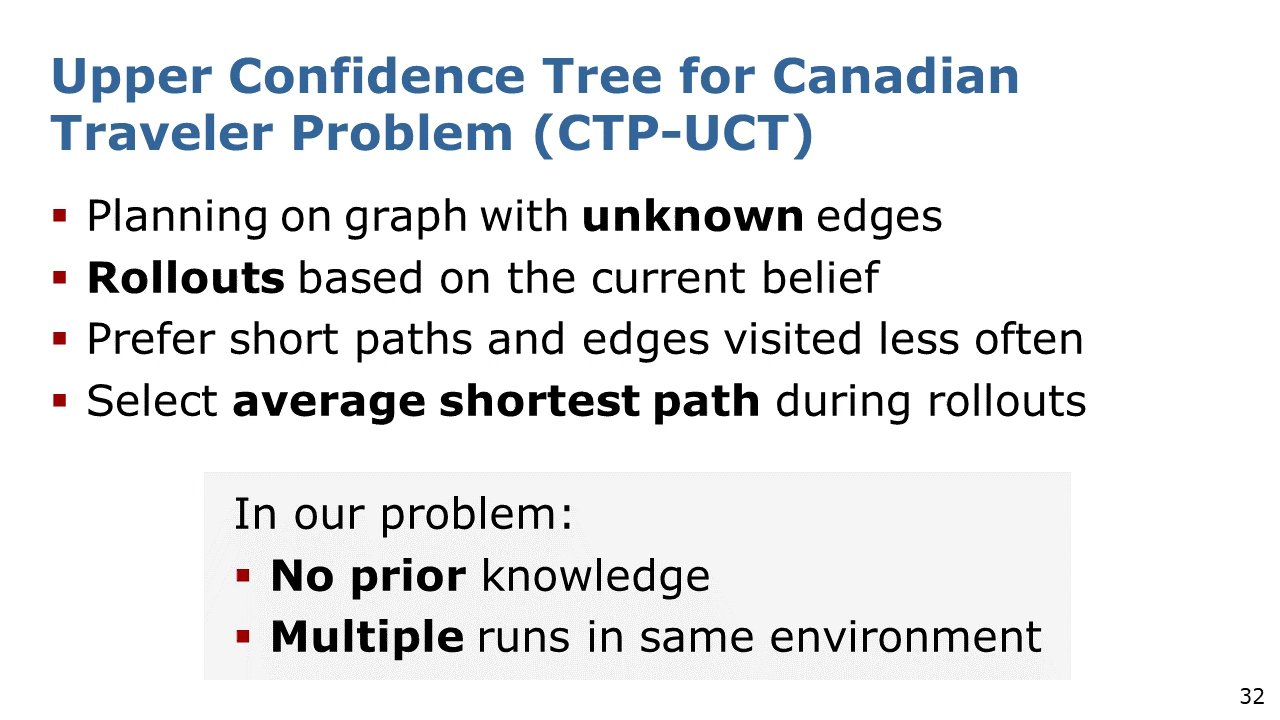 Upper Confidence Tree for Canadian
Traveler Problem (CTP-UCT)
▪ Planning on graph with unknown edges
▪ Rollouts based on the current belief
▪ Prefer short paths and edges visited less often
▪ Select average shortest path during rollouts
In our problem:
▪ No prior knowledge
▪ Multiple runs in same environment
32